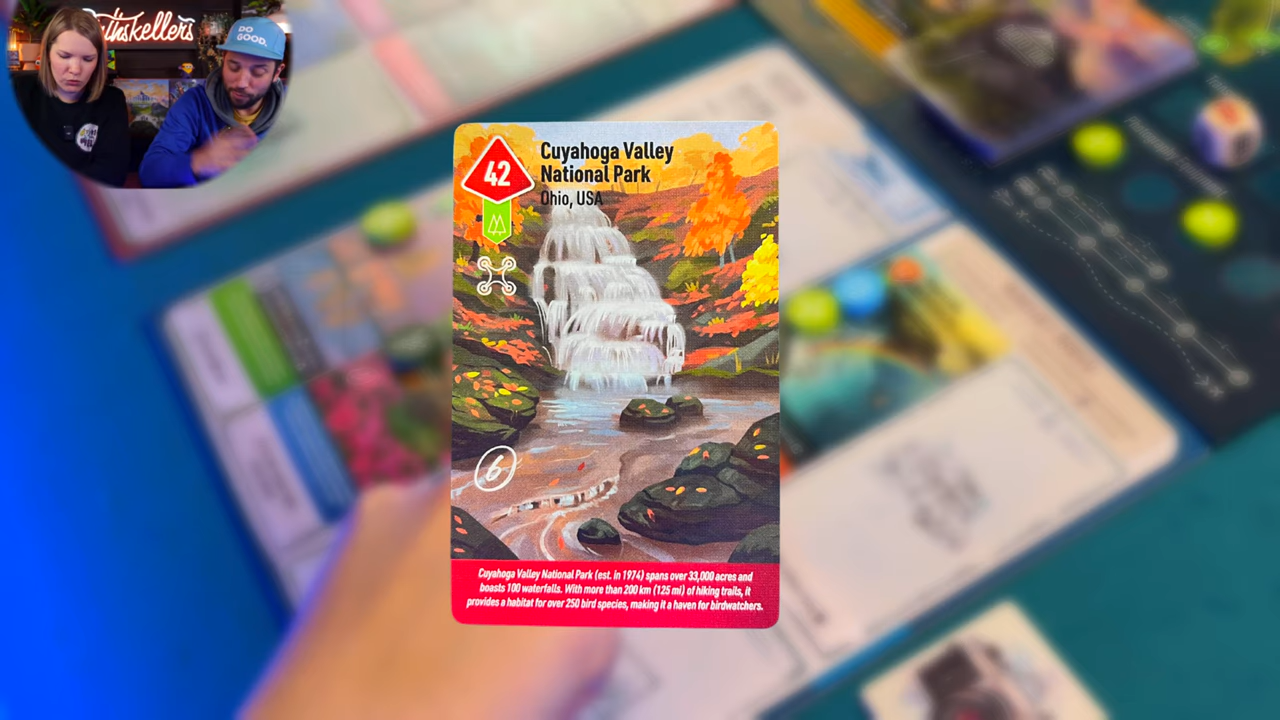 DO
GOOD.
42
Cuyahoga Valley
National Park
Ohio, USA
6
Cuyahoga Valley National Park (est. in 1974) spans over 33,000 acres and
boasts 100 waterfalls. With more than 200 km (125 mi) of hiking trails, it
provides a habitat for over 250 bird species, making it a haven for birdwatchers.